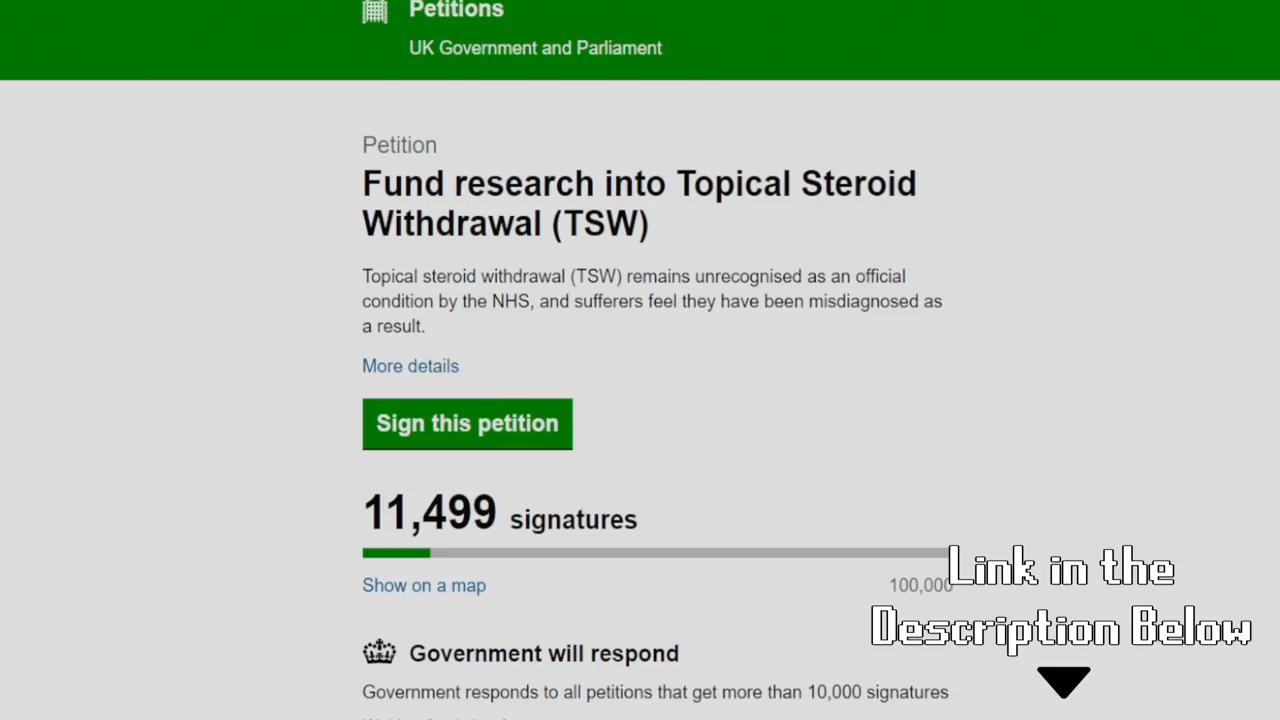 Petitions
UK Government and Parliament
Petition
Fund research into Topical Steroid
Withdrawal (TSW)
Topical steroid withdrawal (TSW) remains unrecognised as an official
condition by the NHS, and sufferers feel they have been misdiagnosed as
a result.
More details
Sign this petition
11,499 signatures
Show on a map
100,000
Link in the
Description Below
Government will respond
Government responds to all petitions that get more than 10,000 signatures